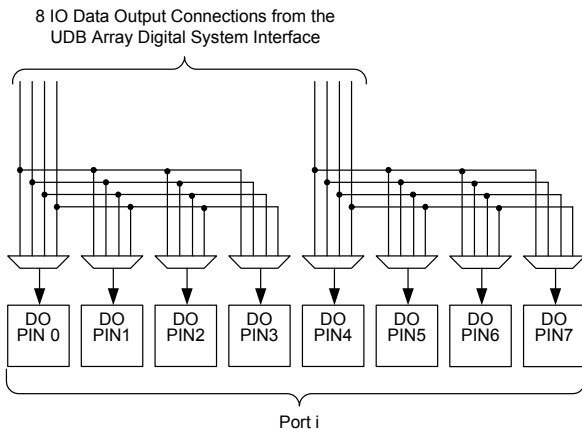 8 IO Data Output Connections from the
UDB Array Digital System Interface
DO DO DO DO DO DO DO DO
PIN 0 PIN1 PIN2 PIN3 PIN4 PIN5 PIN6 PIN7
Port i